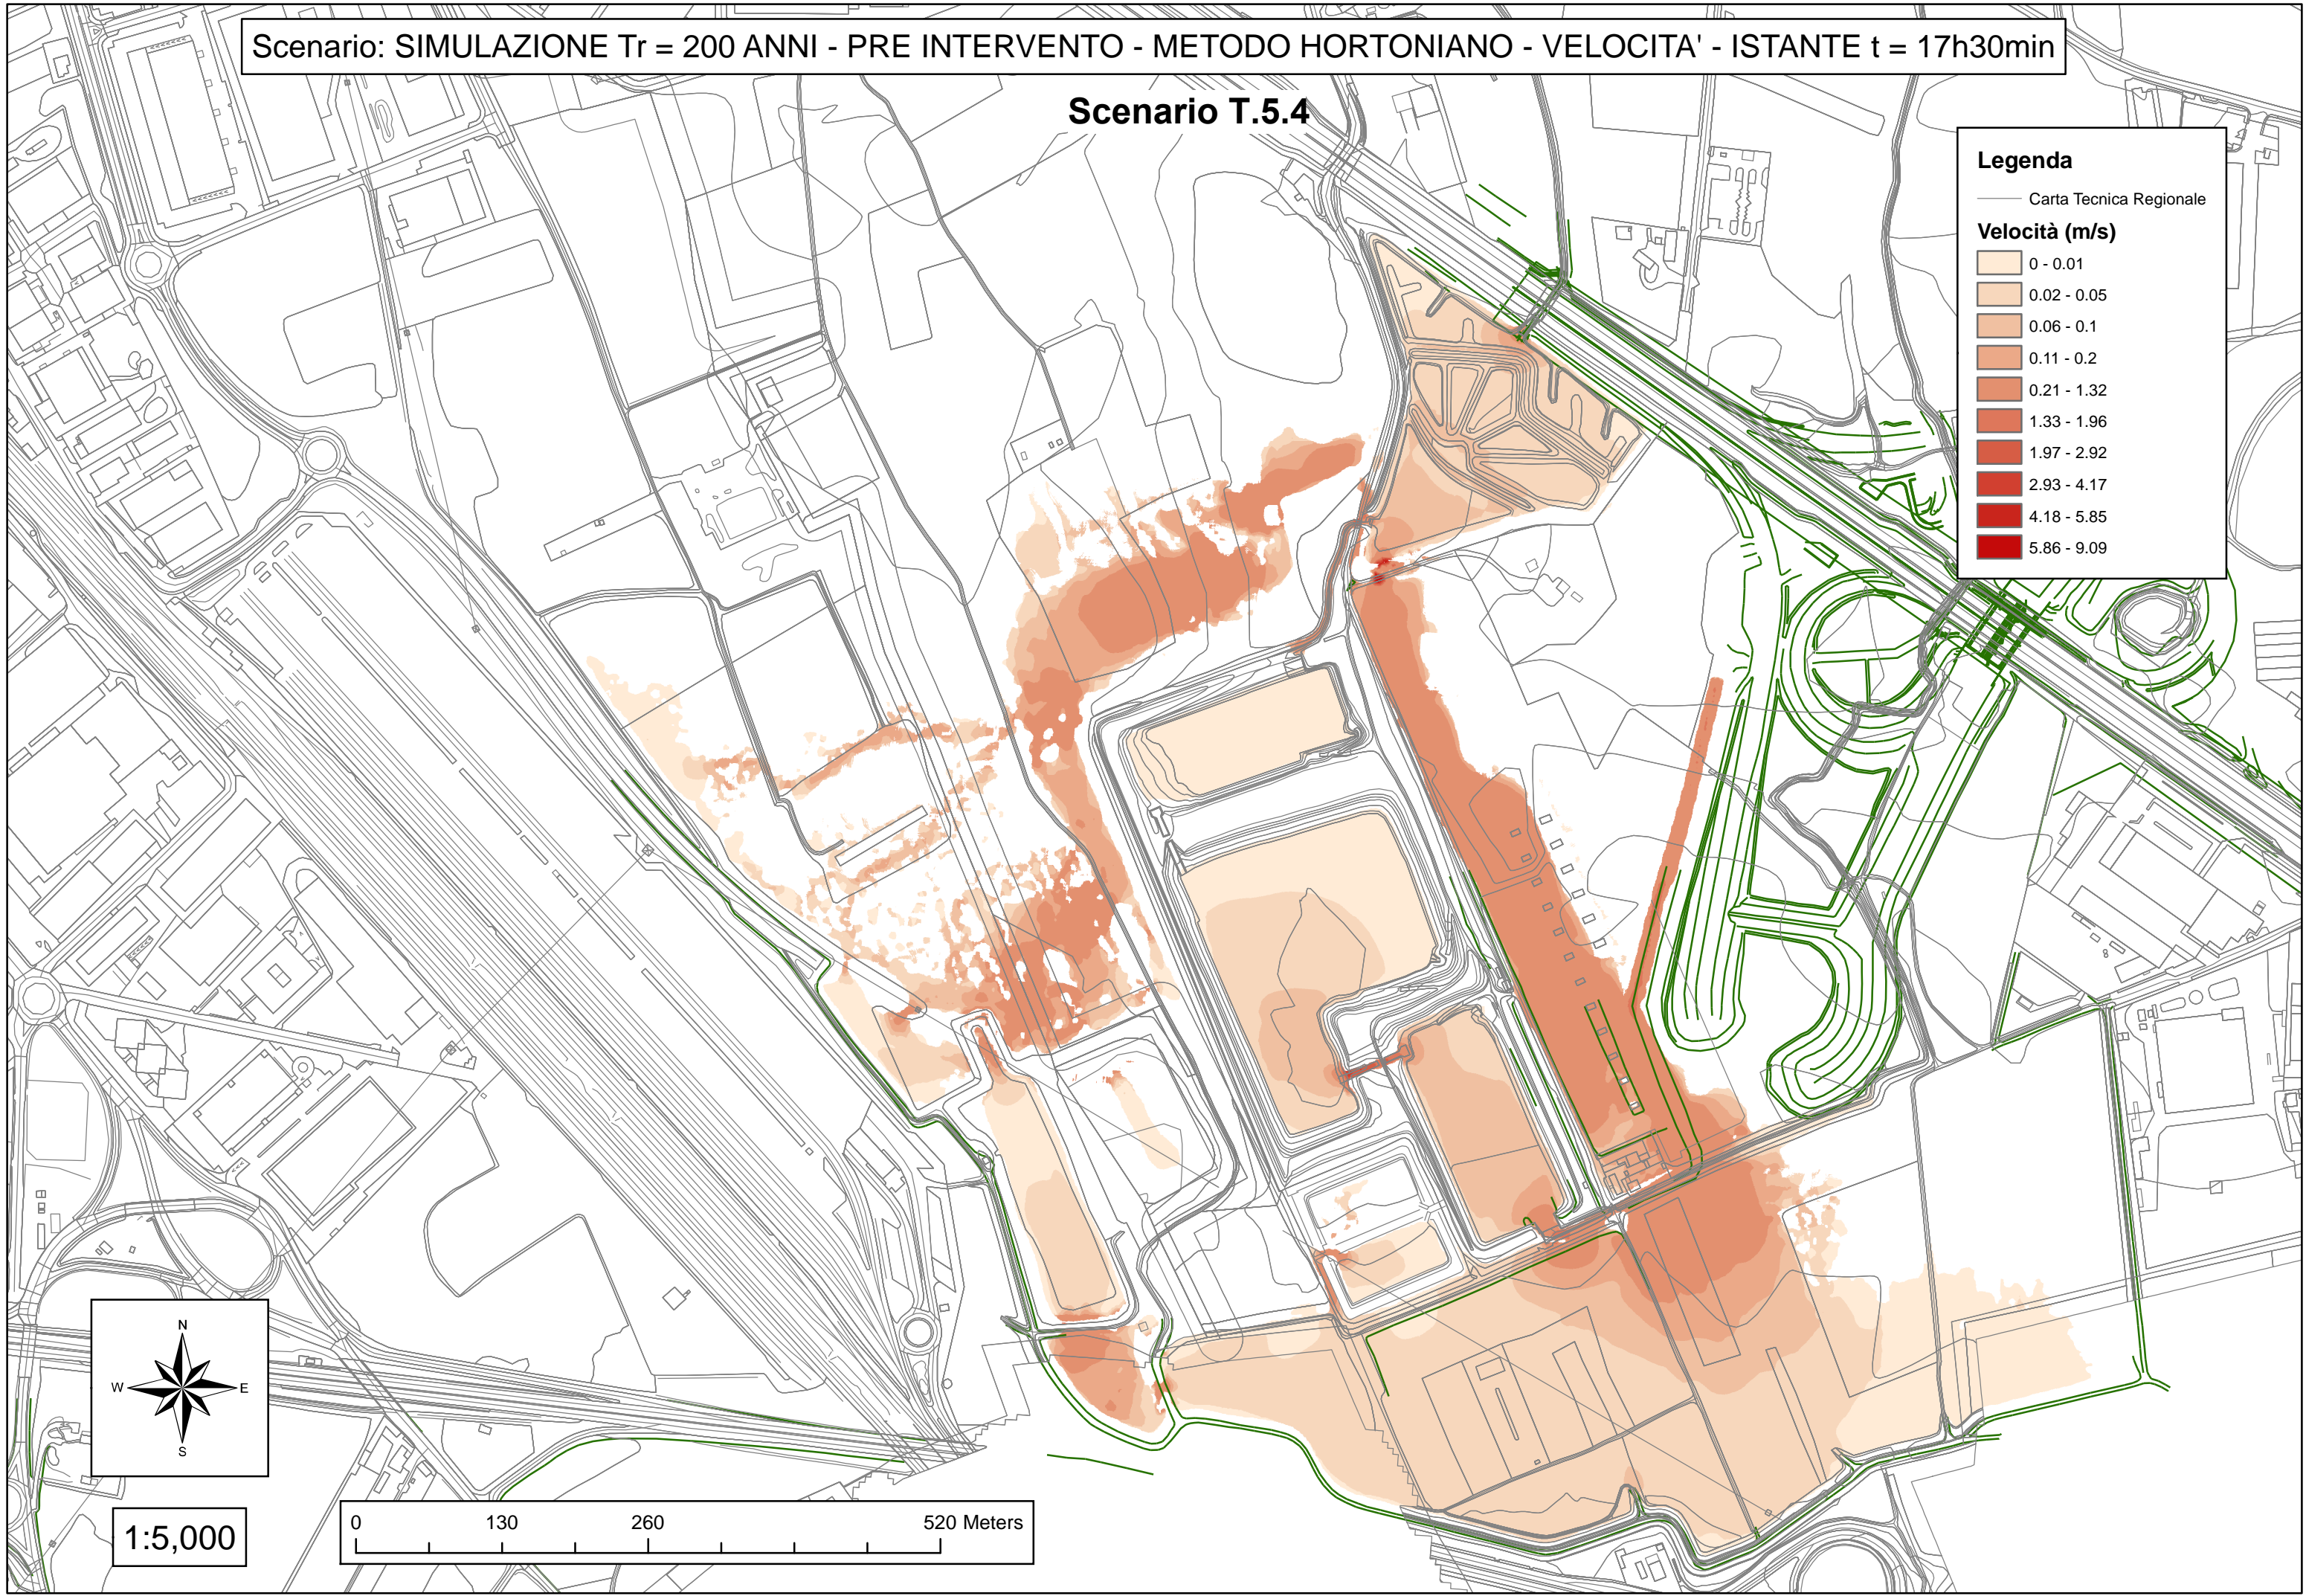 Scenario: SIMULAZIONE Tr = 200 ANNI - PRE INTERVENTO - METODO HORTONIANO - VELOCITA' - ISTANTE t = 17h30min
Scenario T.5.4
Legenda
Carta Tecnica Regionale
Velocità (m/s)
0 - 0.01
0.02 - 0.05
0.06 - 0.1
0.11 - 0.2
0.21 - 1.32
1.33 - 1.96
1.97 - 2.92
2.93 - 4.17
4.18 - 5.85
5.86 - 9.09
N
W E
S
1:5,000
0 130 260 520 Meters